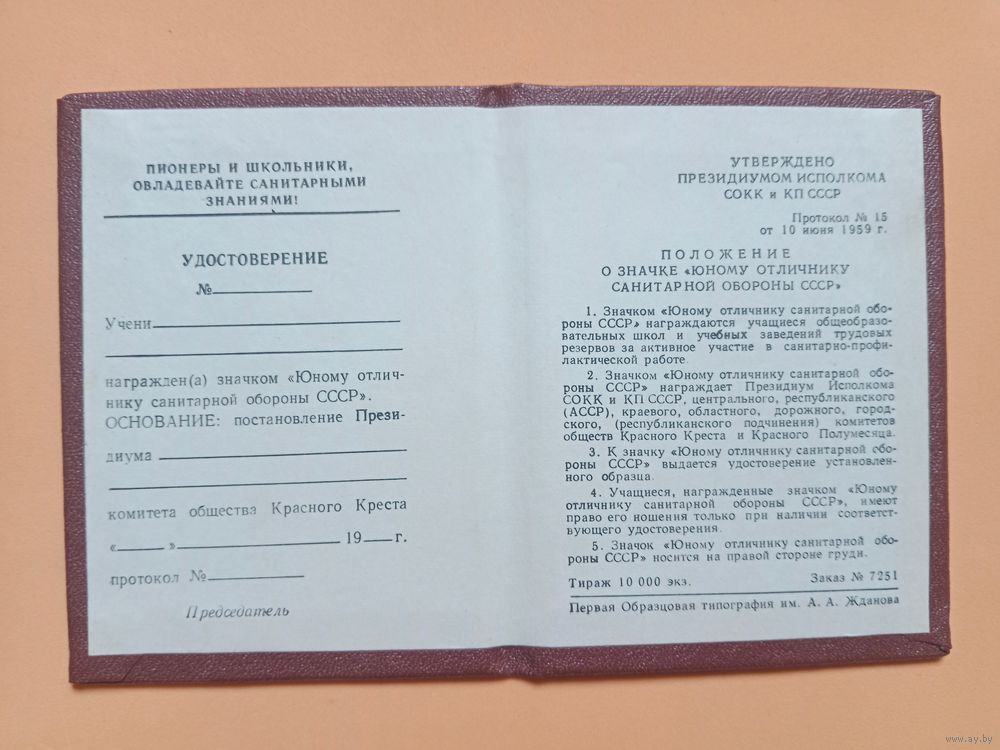 ПИОНЕРЫ И ШКОЛЬНИКИ,
ОВЛАДЕВАЙТЕ САНИТАРНЫМИ
ЗНАНИЯМИ!
УДОСТОВЕРЕНИЕ
№
Учени
награжден(а) значком «Юному отлич-
нику санитарной обороны СССР».
ОСНОВАНИЕ: постановление Прези-
диума
комитета общества Красного Креста
« » 19 г.
протокол №
Председатель
УТВЕРЖДЕНО
ПРЕЗИДИУМОМ ИСПОЛКОМА
СОКК и КП СССР
Протокол № 15
от 10 июня 1959 г.
ПОЛОЖЕНИЕ
О ЗНАЧКЕ «ЮНОМУ ОТЛИЧНИКУ
САНИТАРНОЙ ОБОРОНЫ СССР»
1. Значком «Юному отличнику санитарной обо-
роны СССР» награждаются учащиеся общеобразо-
вательных школ и учебных заведений трудовых
резервов за активное участие в санитарно-профи-
лактической работе.
2. Значком «Юному отличнику санитарной обо-
роны СССР» награждает Президиум Исполкома
СОКК и КП СССР, центрального, республиканского
(АССР), краевого, областного, дорожного, город-
ского, (республиканского подчинения) комитетов
обществ Красного Креста и Красного Полумесяца.
3. К значку «Юному отличнику санитарной обо-
роны СССР» выдается удостоверение установлен-
ного образца.
4. Учащиеся, награжденные значком «Юному
отличнику санитарной обороны СССР», имеют
право его ношения только при наличии соответст-
вующего удостоверения.
5. Значок «Юному отличнику санитарной обо-
роны СССР» носится на правой стороне груди.
Тираж 10 000 экз. Заказ № 7251
Первая Образцовая типография им. А. А. Жданова
www.ay.by